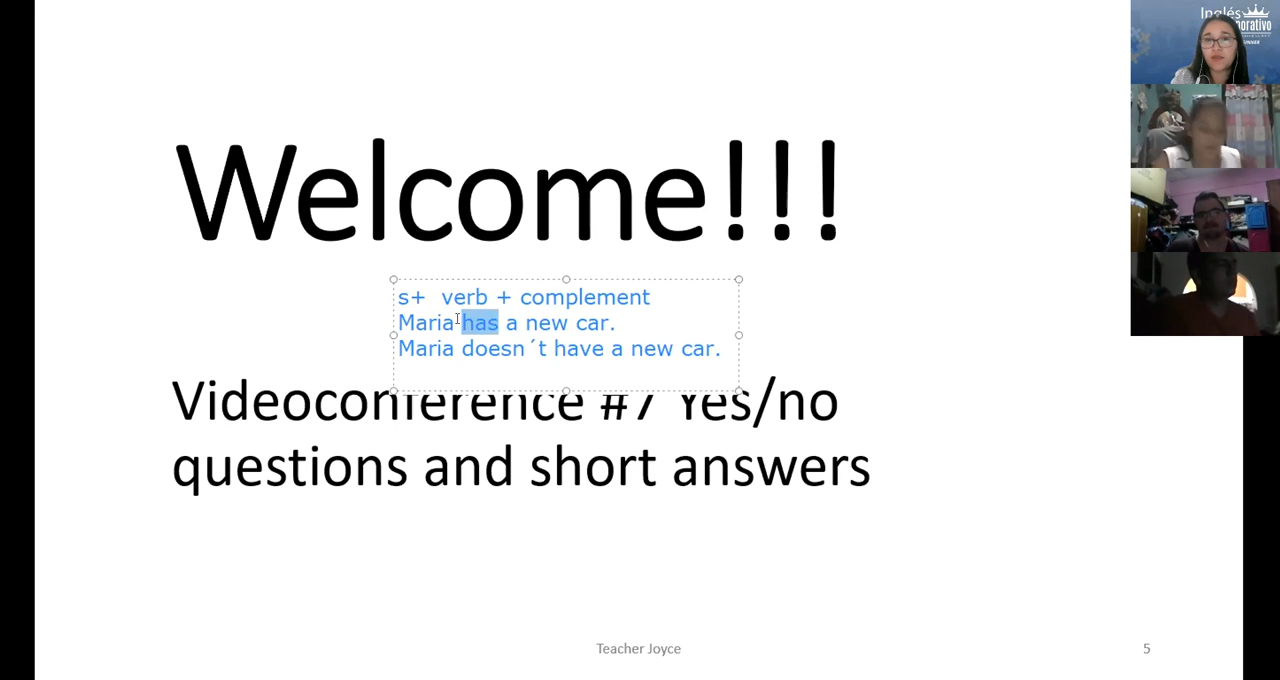 Welcome!!!
s+ verb + complement
Maria has a new car.
Maria doesn´t have a new car.
Videoconference #7 Yes/no
questions and short answers
Teacher Joyce
5
Inglés